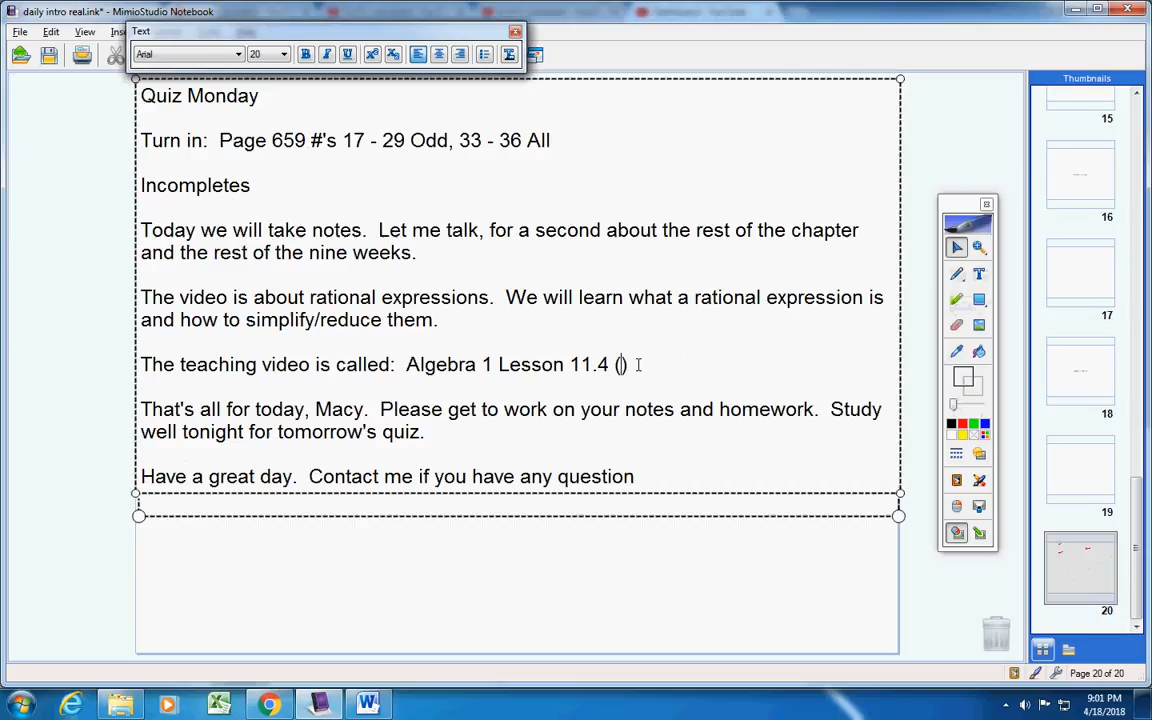 daily intro real.ink* - MimioStudio Notebook
Text
File Edit View Ins
Arial 20 B I U
Quiz Monday
Turn in:  Page 659 #'s 17 - 29 Odd, 33 - 36 All
Incompletes
Today we will take notes.  Let me talk, for a second about the rest of the chapter
and the rest of the nine weeks.
The video is about rational expressions.  We will learn what a rational expression is
and how to simplify/reduce them.
The teaching video is called:  Algebra 1 Lesson 11.4 ()
That's all for today, Macy.  Please get to work on your notes and homework.  Study
well tonight for tomorrow's quiz.
Have a great day.  Contact me if you have any question
Thumbnails
15
16
17
18
19
20
Page 20 of 20
9:01 PM
4/18/2018